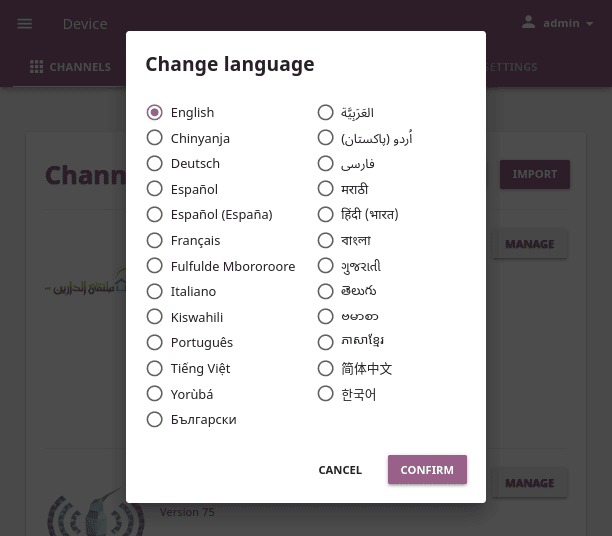 Device
admin
CHANNELS
SETTINGS
Chann
IMPORT
MANAGE
Change language
English
Chinyanja
Deutsch
Español
Español (España)
Français
Fulfulde Mbororoore
Italiano
Kiswahili
Português
Tiếng Việt
Yorùbá
Български
العَرَبِيَّة
اُردو (پاکستان)
فارسی
मराठी
हिंदी (भारत)
বাংলা
ગુજરાતી
తెలుగు
ဗမာစာ
ភាសាខ្មែរ
简体中文
한국어
CANCEL
CONFIRM
MANAGE
Version 75